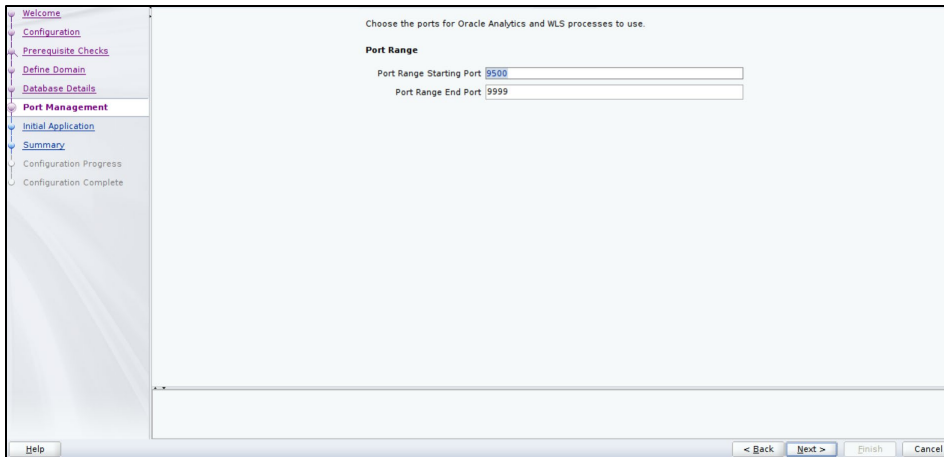 Welcome
Configuration
Prerequisite Checks
Define Domain
Database Details
Port Management
Initial Application
Summary
Configuration Progress
Configuration Complete
Choose the ports for Oracle Analytics and WLS processes to use.
Port Range
Port Range Starting Port 9500
Port Range End Port 9999
Help
< Back Next > Finish Cancel